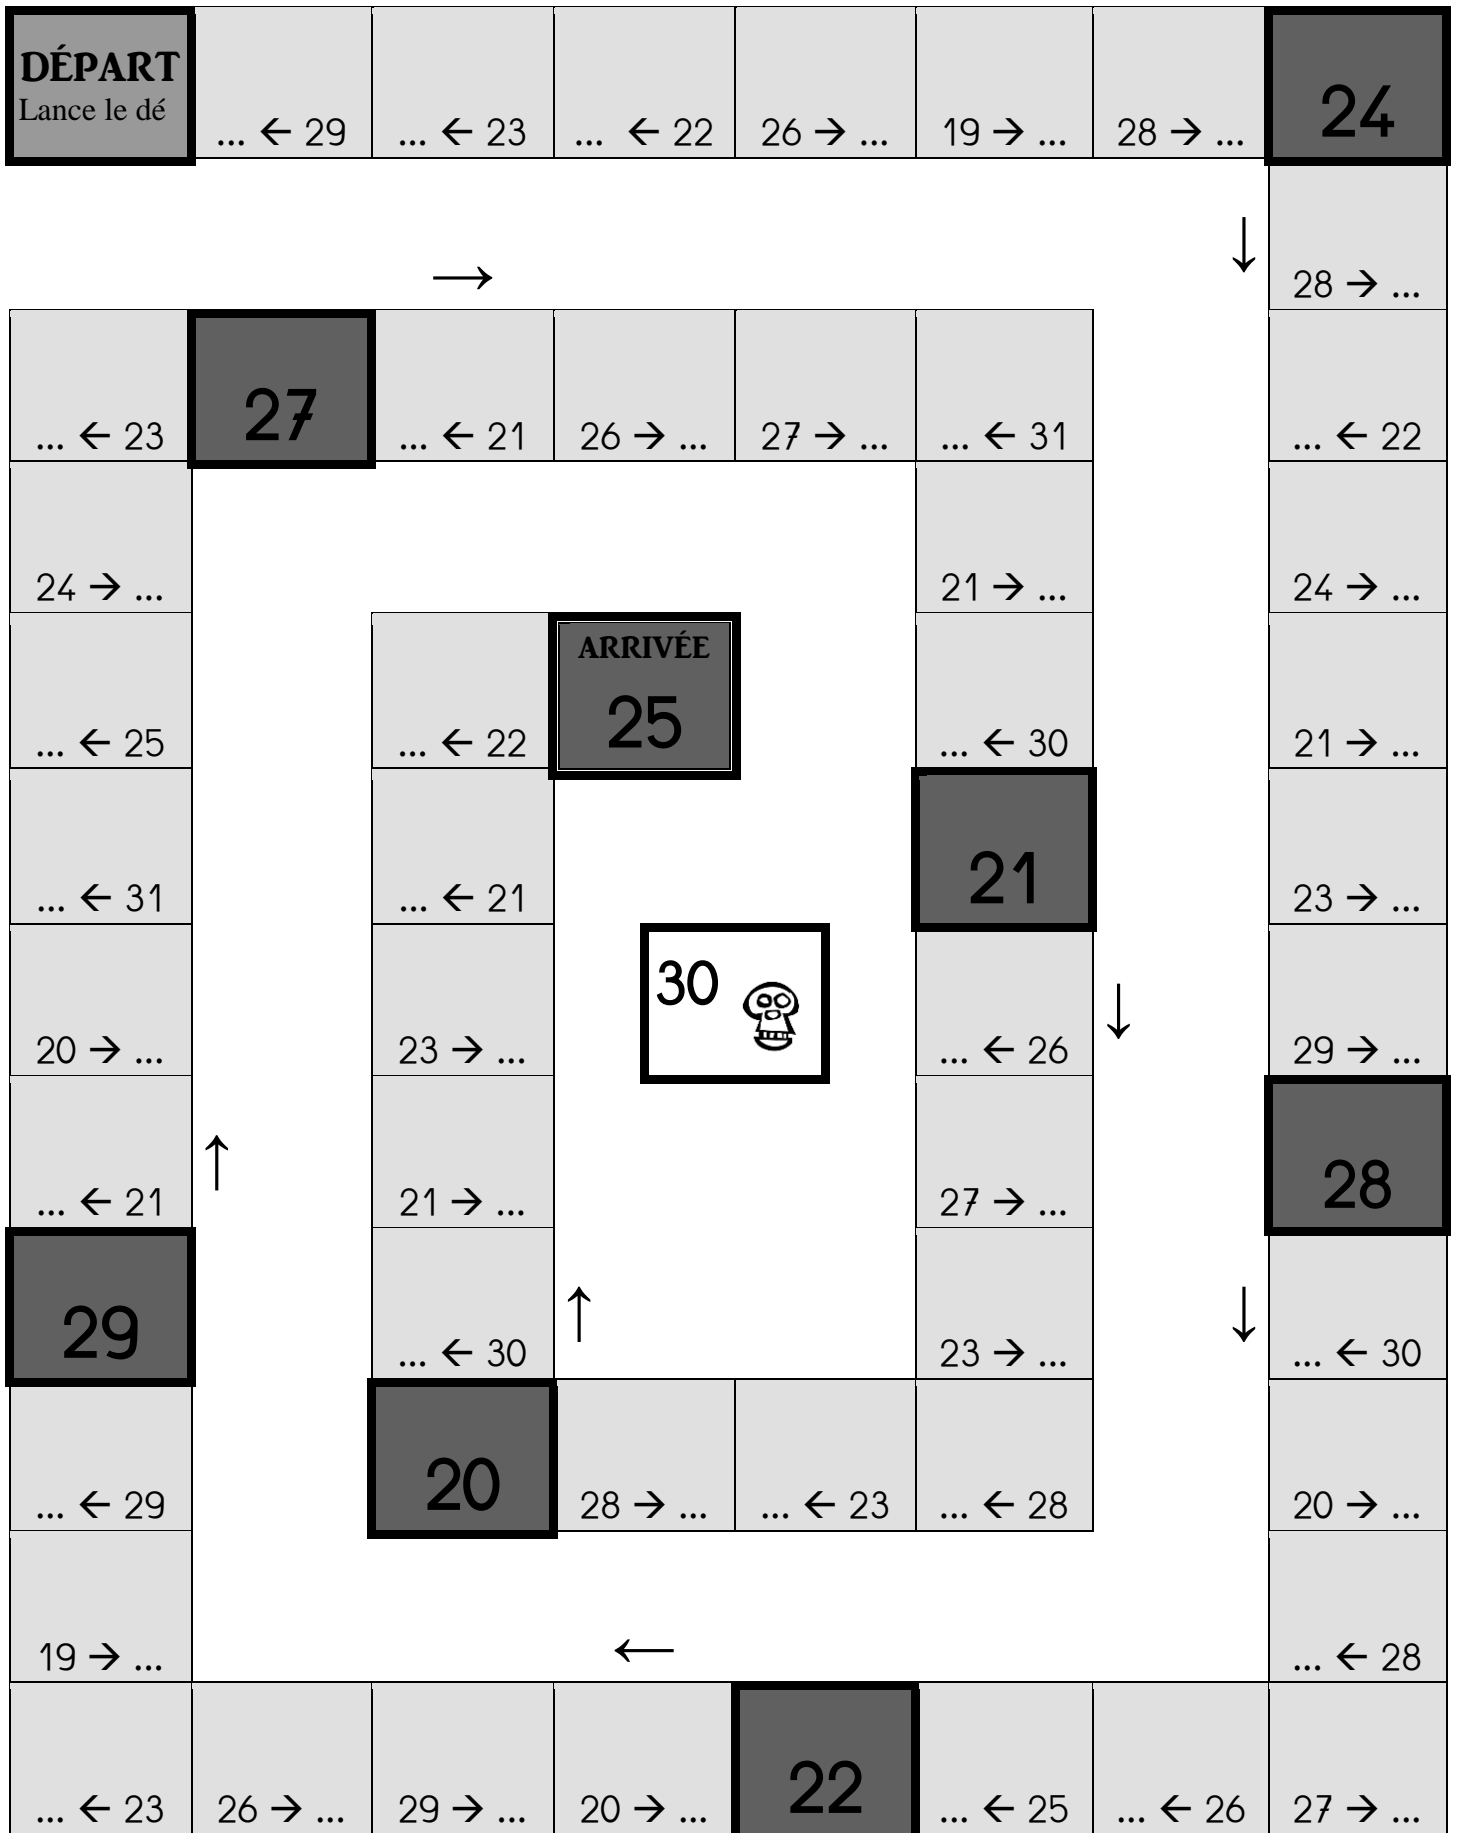 DÉPART
Lance le dé
... ← 29
... ← 23
... ← 22
26 → ...
19 → ...
28 → ...
24
↓
→
28 → ...
... ← 23
27
... ← 21
26 → ...
27 → ...
... ← 31
... ← 22
24 → ...
21 → ...
24 → ...
... ← 25
... ← 22
ARRIVÉE
25
... ← 30
21 → ...
... ← 31
... ← 21
21
23 → ...
20 → ...
23 → ...
30
... ← 26
↓
29 → ...
... ← 21
↑
21 → ...
27 → ...
28
29
... ← 30
↑
23 → ...
↓
... ← 30
... ← 29
20
28 → ...
... ← 23
... ← 28
20 → ...
19 → ...
←
... ← 28
... ← 23
26 → ...
29 → ...
20 → ...
22
... ← 25
... ← 26
27 → ...